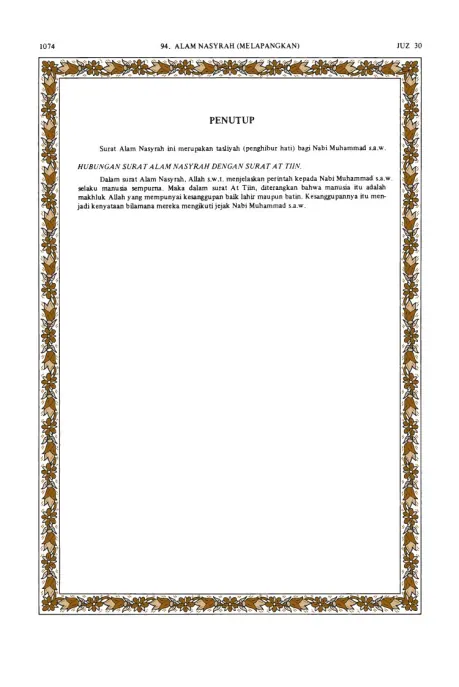 1074 94. ALAM NASYRAH (MELAPANGKAN) JUZ 30
PENUTUP
Surat Alam Nasyrah ini merupakan tasliyah (penghibur hati) bagi Nabi Muhammad s.a.w.
HUBUNGAN SURAT ALAM NASYRAH DENGAN SURAT AT TIIN.
Dalam surat Alam Nasyrah, Allah s.w.t. menjelaskan perintah kepada Nabi Muhammad s.a.w.
selaku manusia sempurna. Maka dalam surat At Tiin, diterangkan bahwa manusia itu adalah
makhluk Allah yang mempunyai kesanggupan baik lahir maupun batin. Kesanggupannya itu men-
jadi kenyataan bilamana mereka mengikuti jejak Nabi Muhammad s.a.w.